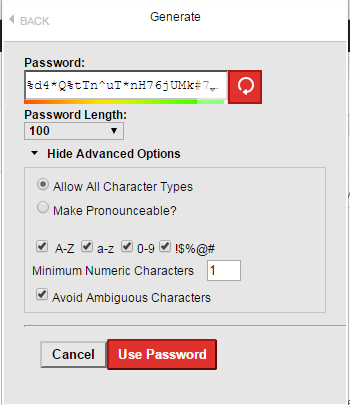 BACK
Generate
Password:
%d4*Q%tTn^uT*nH76jUMk#7
Password Length:
100
Hide Advanced Options
Allow All Character Types
Make Pronounceable?
A-Z a-z 0-9 !$%@#
Minimum Numeric Characters 1
Avoid Ambiguous Characters
Cancel Use Password